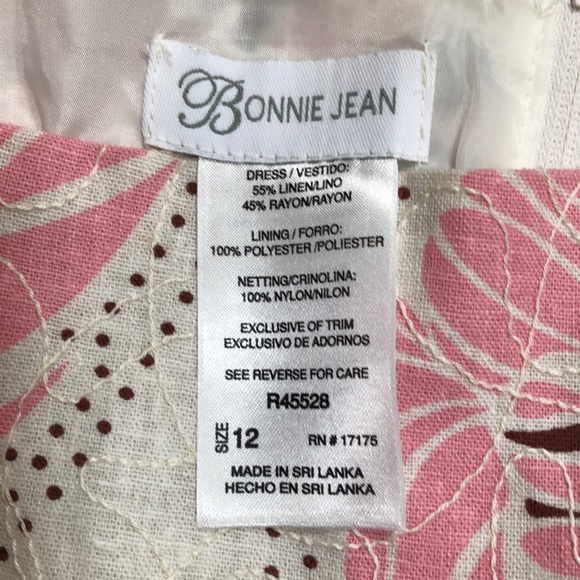 BONNIE JEAN
DRESS / VESTIDO:
55% LINEN/LINO
45% RAYON/RAYON
LINING / FORRO:
100% POLYESTER /POLIESTER
NETTING/CRINOLINA:
100% NYLON/NILON
EXCLUSIVE OF TRIM
EXCLUSIVO DE ADORNOS
SEE REVERSE FOR CARE
R45528
SIZE 12 RN # 17175
MADE IN SRI LANKA
HECHO EN SRI LANKA